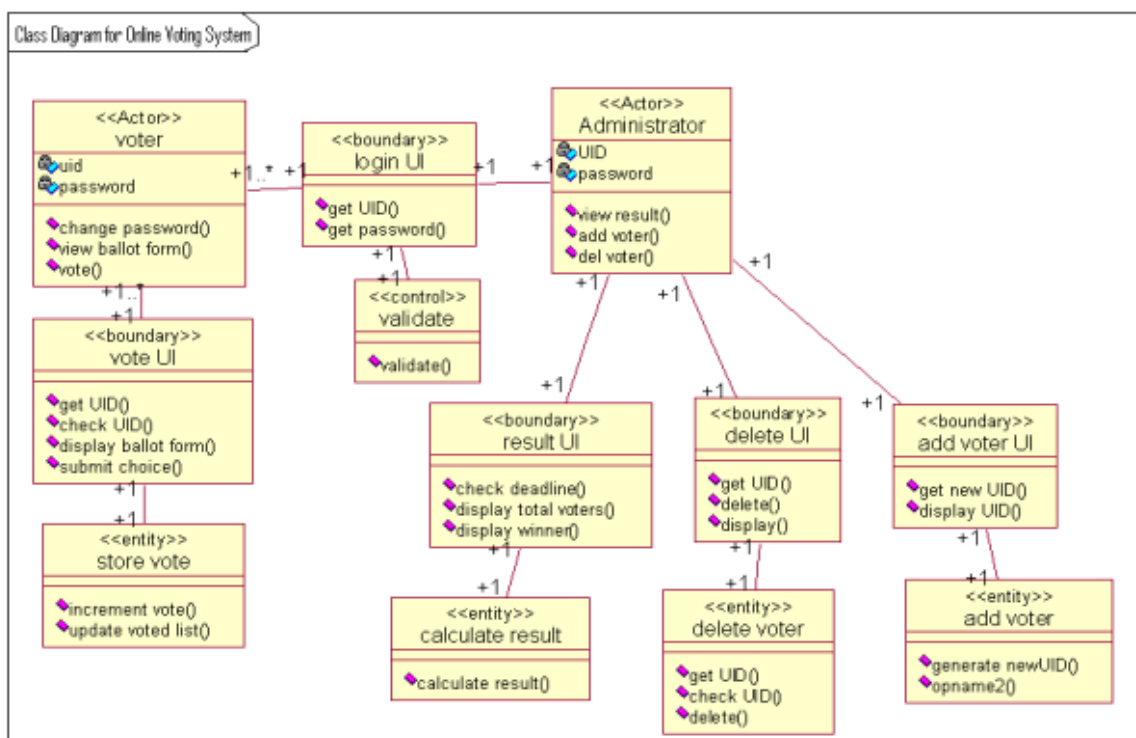 Class Diagram for Online Voting System
<<Actor>>
voter
uid
password
change password()
view ballot form()
vote()
+1..*
+1
<<boundary>>
login UI
get UID()
get password()
+1
+1
<<Actor>>
Administrator
UID
password
view result()
add voter()
del voter()
+1
+1
<<control>>
validate
validate()
+1..*
+1
<<boundary>>
vote UI
get UID()
check UID()
display ballot form()
submit choice()
+1
+1
<<entity>>
store vote
increment vote()
update voted list()
+1
+1
<<boundary>>
result UI
check deadline()
display total voters()
display winner()
+1
+1
<<entity>>
calculate result
calculate result()
+1
+1
<<boundary>>
delete UI
get UID()
delete()
display()
+1
+1
<<entity>>
delete voter
get UID()
check UID()
delete()
+1
+1
<<boundary>>
add voter UI
get new UID()
display UID()
+1
+1
<<entity>>
add voter
generate newUID()
opname2()